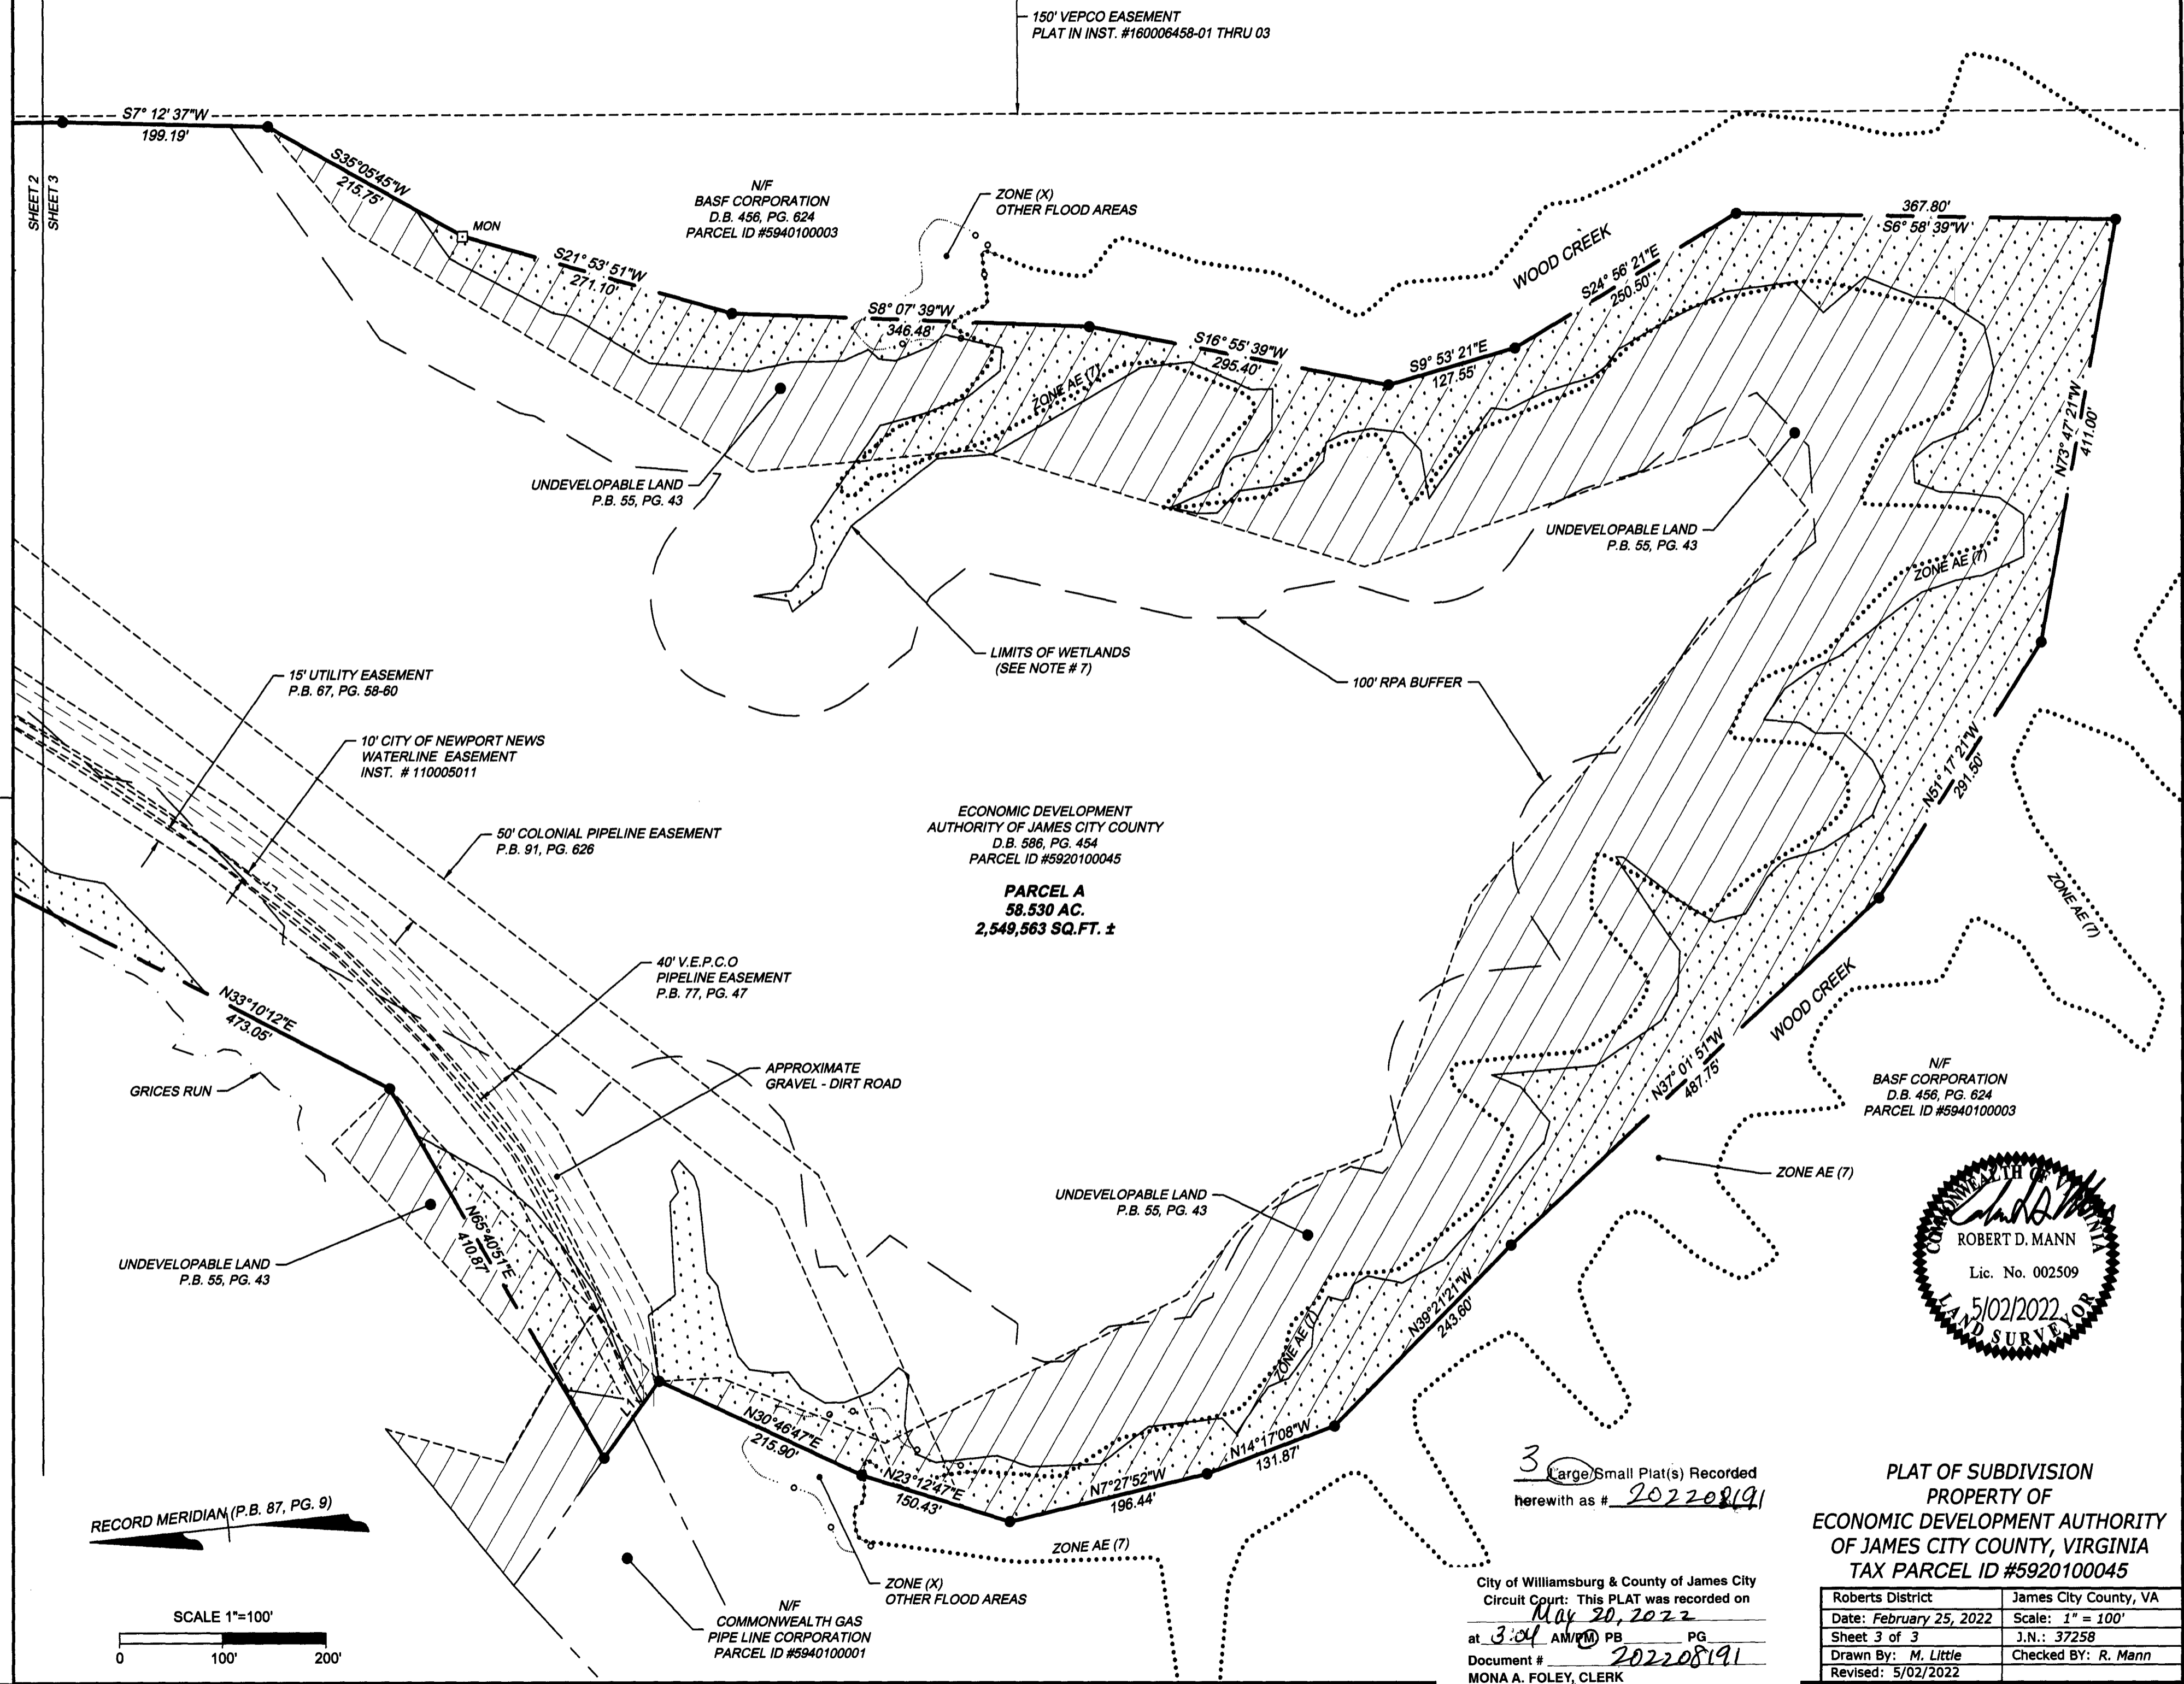 150' VEPCO EASEMENT
PLAT IN INST. #160006458-01 THRU 03
S7° 12' 37"W
199.19'
SHEET 2
SHEET 3
S35°05'45"W
215.75'
MON
N/F
BASF CORPORATION
D.B. 456, PG. 624
PARCEL ID #5940100003
ZONE (X)
OTHER FLOOD AREAS
S21° 53' 51"W
271.10'
S8° 07' 39"W
346.48'
S16° 55' 39"W
295.40'
S9° 53' 21"E
127.55'
WOOD CREEK
S24° 56' 21"E
250.50'
367.80'
S6° 58' 39"W
N73° 47' 21"W
411.00'
ZONE AE (7)
UNDEVELOPABLE LAND
P.B. 55, PG. 43
UNDEVELOPABLE LAND
P.B. 55, PG. 43
ZONE AE (7)
LIMITS OF WETLANDS
(SEE NOTE # 7)
100' RPA BUFFER
15' UTILITY EASEMENT
P.B. 67, PG. 58-60
10' CITY OF NEWPORT NEWS
WATERLINE EASEMENT
INST. # 110005011
50' COLONIAL PIPELINE EASEMENT
P.B. 91, PG. 626
ECONOMIC DEVELOPMENT
AUTHORITY OF JAMES CITY COUNTY
D.B. 586, PG. 454
PARCEL ID #5920100045
PARCEL A
58.530 AC.
2,549,563 SQ.FT. ±
N51° 17' 21"W
291.50'
ZONE AE (7)
40' V.E.P.C.O
PIPELINE EASEMENT
P.B. 77, PG. 47
N33°10'12"E
473.05'
WOOD CREEK
N37° 01' 51"W
487.75'
GRICES RUN
APPROXIMATE
GRAVEL - DIRT ROAD
N/F
BASF CORPORATION
D.B. 456, PG. 624
PARCEL ID #5940100003
ZONE AE (7)
UNDEVELOPABLE LAND
P.B. 55, PG. 43
N65°40'51"E
410.87'
UNDEVELOPABLE LAND
P.B. 55, PG. 43
COMMONWEALTH OF VIRGINIA
ROBERT D. MANN
Lic. No. 002509
5/02/2022
LAND SURVEYOR
N39°21'21"W
243.60'
ZONE AE (7)
L1
N30°46'47"E
215.90'
N23°12'47"E
150.43'
N7°27'52"W
196.44'
N14°17'08"W
131.87'
ZONE AE (7)
ZONE (X)
OTHER FLOOD AREAS
N/F
COMMONWEALTH GAS
PIPE LINE CORPORATION
PARCEL ID #5940100001
RECORD MERIDIAN (P.B. 87, PG. 9)
SCALE 1"=100'
0 100' 200'
3 Large/Small Plat(s) Recorded
herewith as # 202208191
City of Williamsburg & County of James City
Circuit Court: This PLAT was recorded on
May 20, 2022
at 3:04 AM/PM PB PG
Document # 202208191
MONA A. FOLEY, CLERK
PLAT OF SUBDIVISION
PROPERTY OF
ECONOMIC DEVELOPMENT AUTHORITY
OF JAMES CITY COUNTY, VIRGINIA
TAX PARCEL ID #5920100045
Roberts District James City County, VA
Date: February 25, 2022 Scale: 1" = 100'
Sheet 3 of 3 J.N.: 37258
Drawn By: M. Little Checked BY: R. Mann
Revised: 5/02/2022